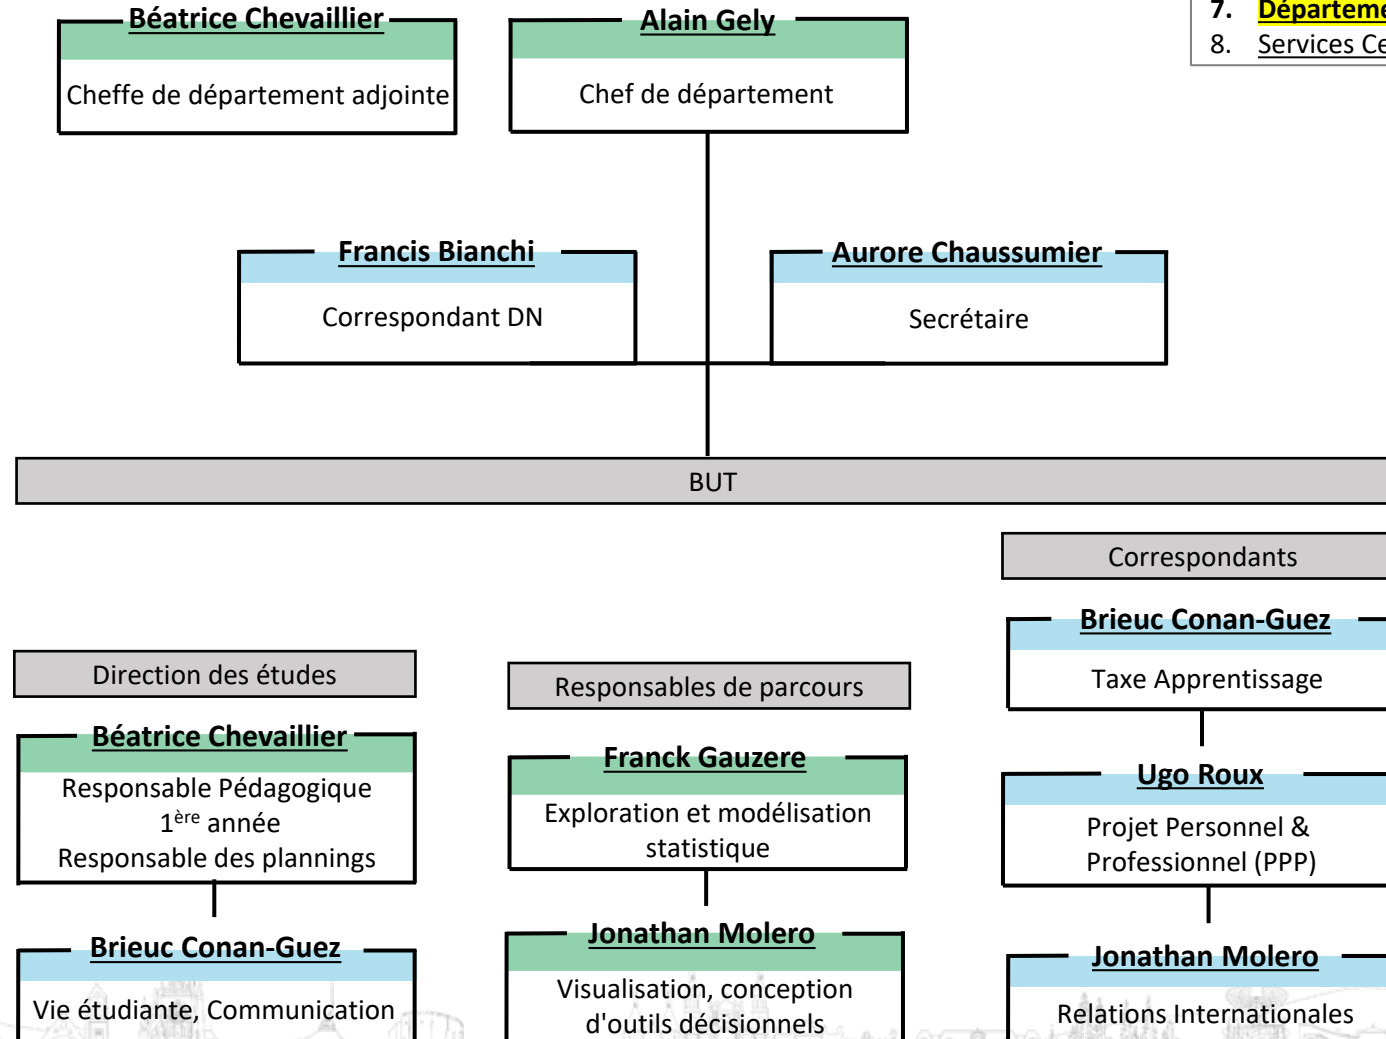 7. Départeme
8. Services Ce
Béatrice Chevaillier
Cheffe de département adjointe
Alain Gely
Chef de département
Francis Bianchi
Correspondant DN
Aurore Chaussumier
Secrétaire
BUT
Direction des études
Béatrice Chevaillier
Responsable Pédagogique
1ère année
Responsable des plannings
Brieuc Conan-Guez
Vie étudiante, Communication
Responsables de parcours
Franck Gauzere
Exploration et modélisation
statistique
Jonathan Molero
Visualisation, conception
d'outils décisionnels
Correspondants
Brieuc Conan-Guez
Taxe Apprentissage
Ugo Roux
Projet Personnel &
Professionnel (PPP)
Jonathan Molero
Relations Internationales